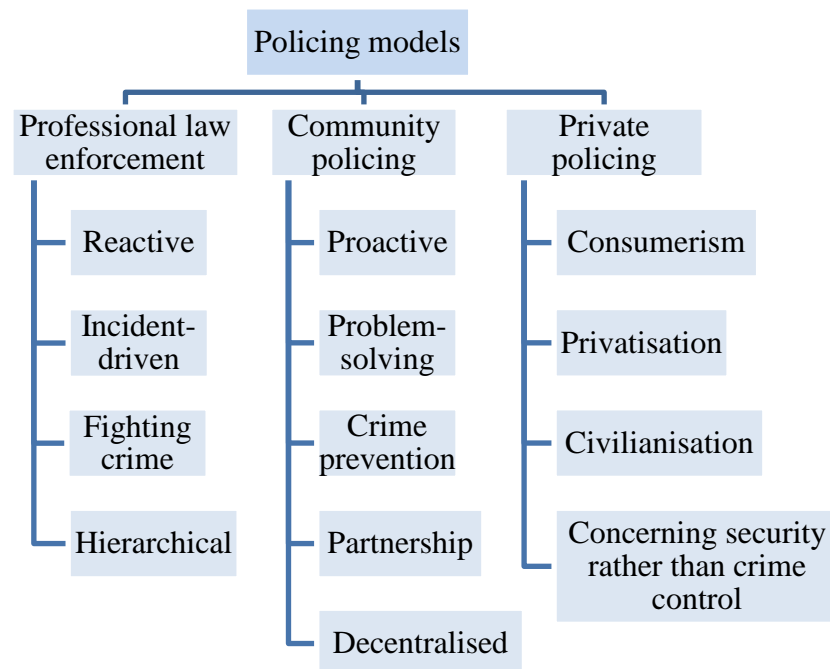 Policing models
Professional law
enforcement
Reactive
Incident-
driven
Fighting
crime
Hierarchical
Community
policing
Proactive
Problem-
solving
Crime
prevention
Partnership
Decentralised
Private
policing
Consumerism
Privatisation
Civilianisation
Concerning security
rather than crime
control